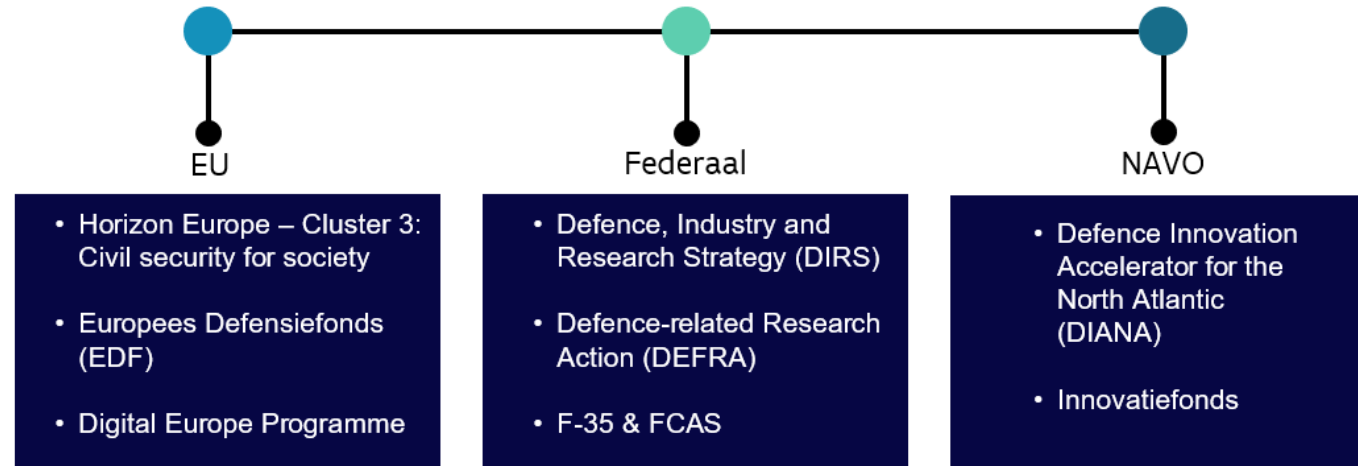 EU
• Horizon Europe – Cluster 3:
Civil security for society
• Europees Defensiefonds
(EDF)
• Digital Europe Programme
Federaal
• Defence, Industry and
Research Strategy (DIRS)
• Defence-related Research
Action (DEFRA)
• F-35 & FCAS
NAVO
• Defence Innovation
Accelerator for the
North Atlantic
(DIANA)
• Innovatiefonds